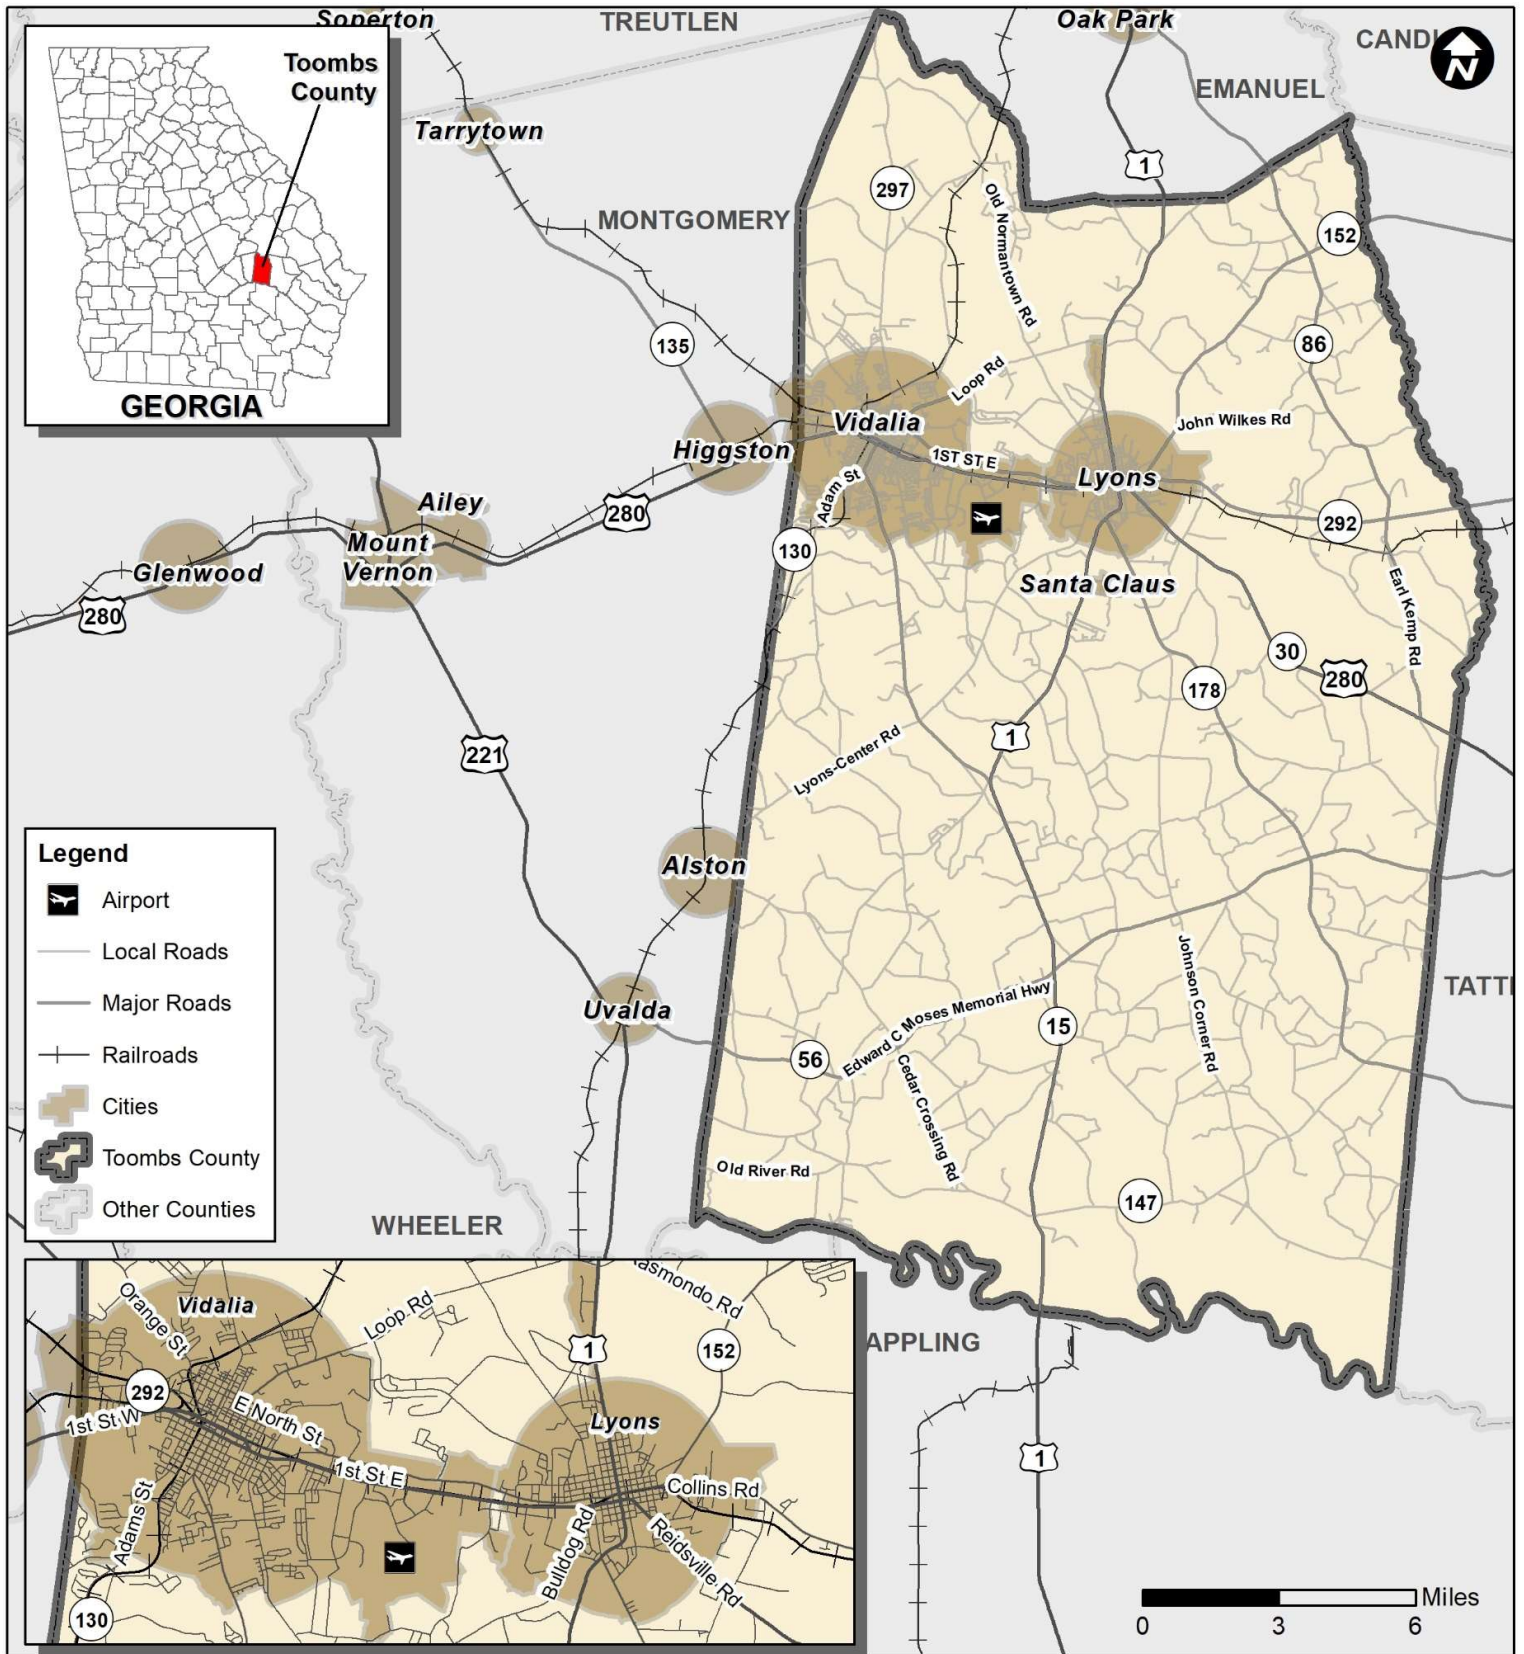 Soperton
TREUTLEN
Oak Park
EMANUEL
N
Toombs
County
GEORGIA
Tarrytown
MONTGOMERY
297
Old Normantown Rd
1
152
135
86
Loop Rd
Vidalia
John Wilkes Rd
Higgston
1ST ST E
Lyons
Adam St
Ailey
280
292
Mount
Vernon
130
Glenwood
280
Santa Claus
Earl Kemp Rd
30
280
178
221
1
Lyons-Center Rd
Alston
Legend
Airport
Local Roads
Major Roads
Railroads
Cities
Toombs County
Other Counties
Johnson Corner Rd
Uvalda
Edward C Moses Memorial Hwy
15
56
Cedar Crossing Rd
Old River Rd
147
WHEELER
APPLING
1
Orange St
Vidalia
Loop Rd
1
152
292
E North St
1st St W
Lyons
1st St E
Collins Rd
Adams St
Bulldog Rd
Reidsville Rd
130
Miles
0 3 6